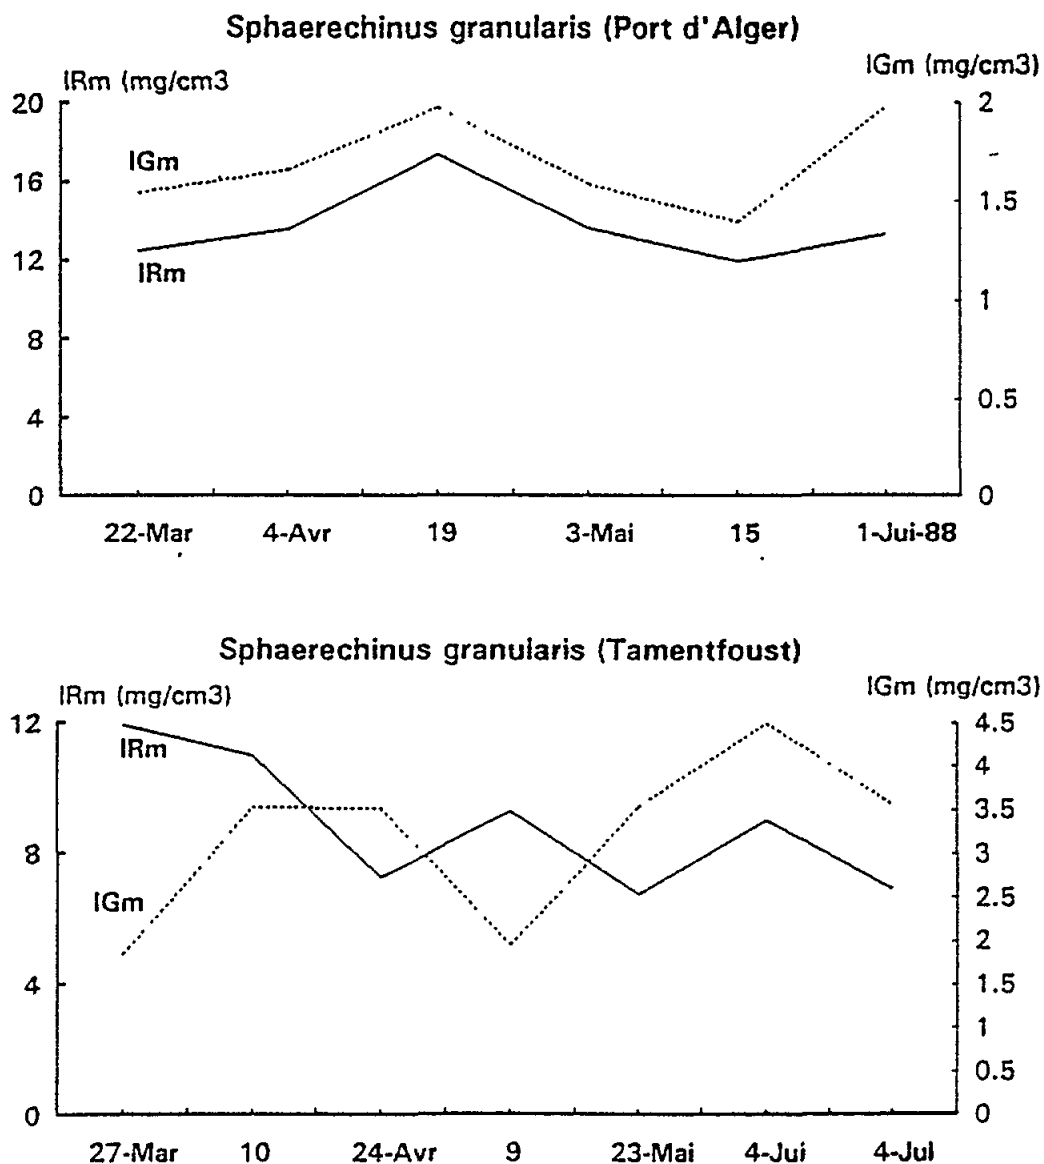 Sphaerechinus granularis (Port d'Alger)
IRm (mg/cm3
IGm (mg/cm3)
20
2
IGm
16
1.5
12
IRm
1
8
0.5
4
0
0
22-Mar 4-Avr 19 3-Mai 15 1-Jui-88
Sphaerechinus granularis (Tamentfoust)
IRm (mg/cm3)
IGm (mg/cm3)
12
4.5
IRm
4
3.5
8
3
IGm
2.5
2
4
1.5
1
0.5
0
0
27-Mar 10 24-Avr 9 23-Mai 4-Jui 4-Jul